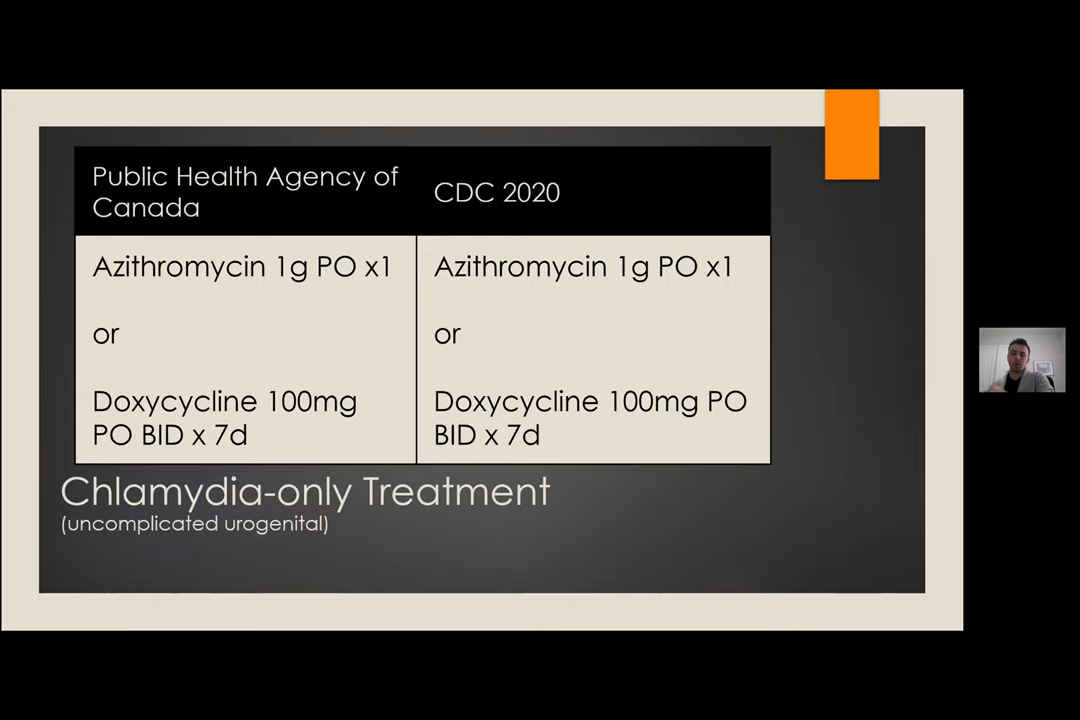 Public Health Agency of
Canada
CDC 2020
Azithromycin 1g PO x1
or
Doxycycline 100mg
PO BID x 7d
Azithromycin 1g PO x1
or
Doxycycline 100mg PO
BID x 7d
Chlamydia-only Treatment
(uncomplicated urogenital)